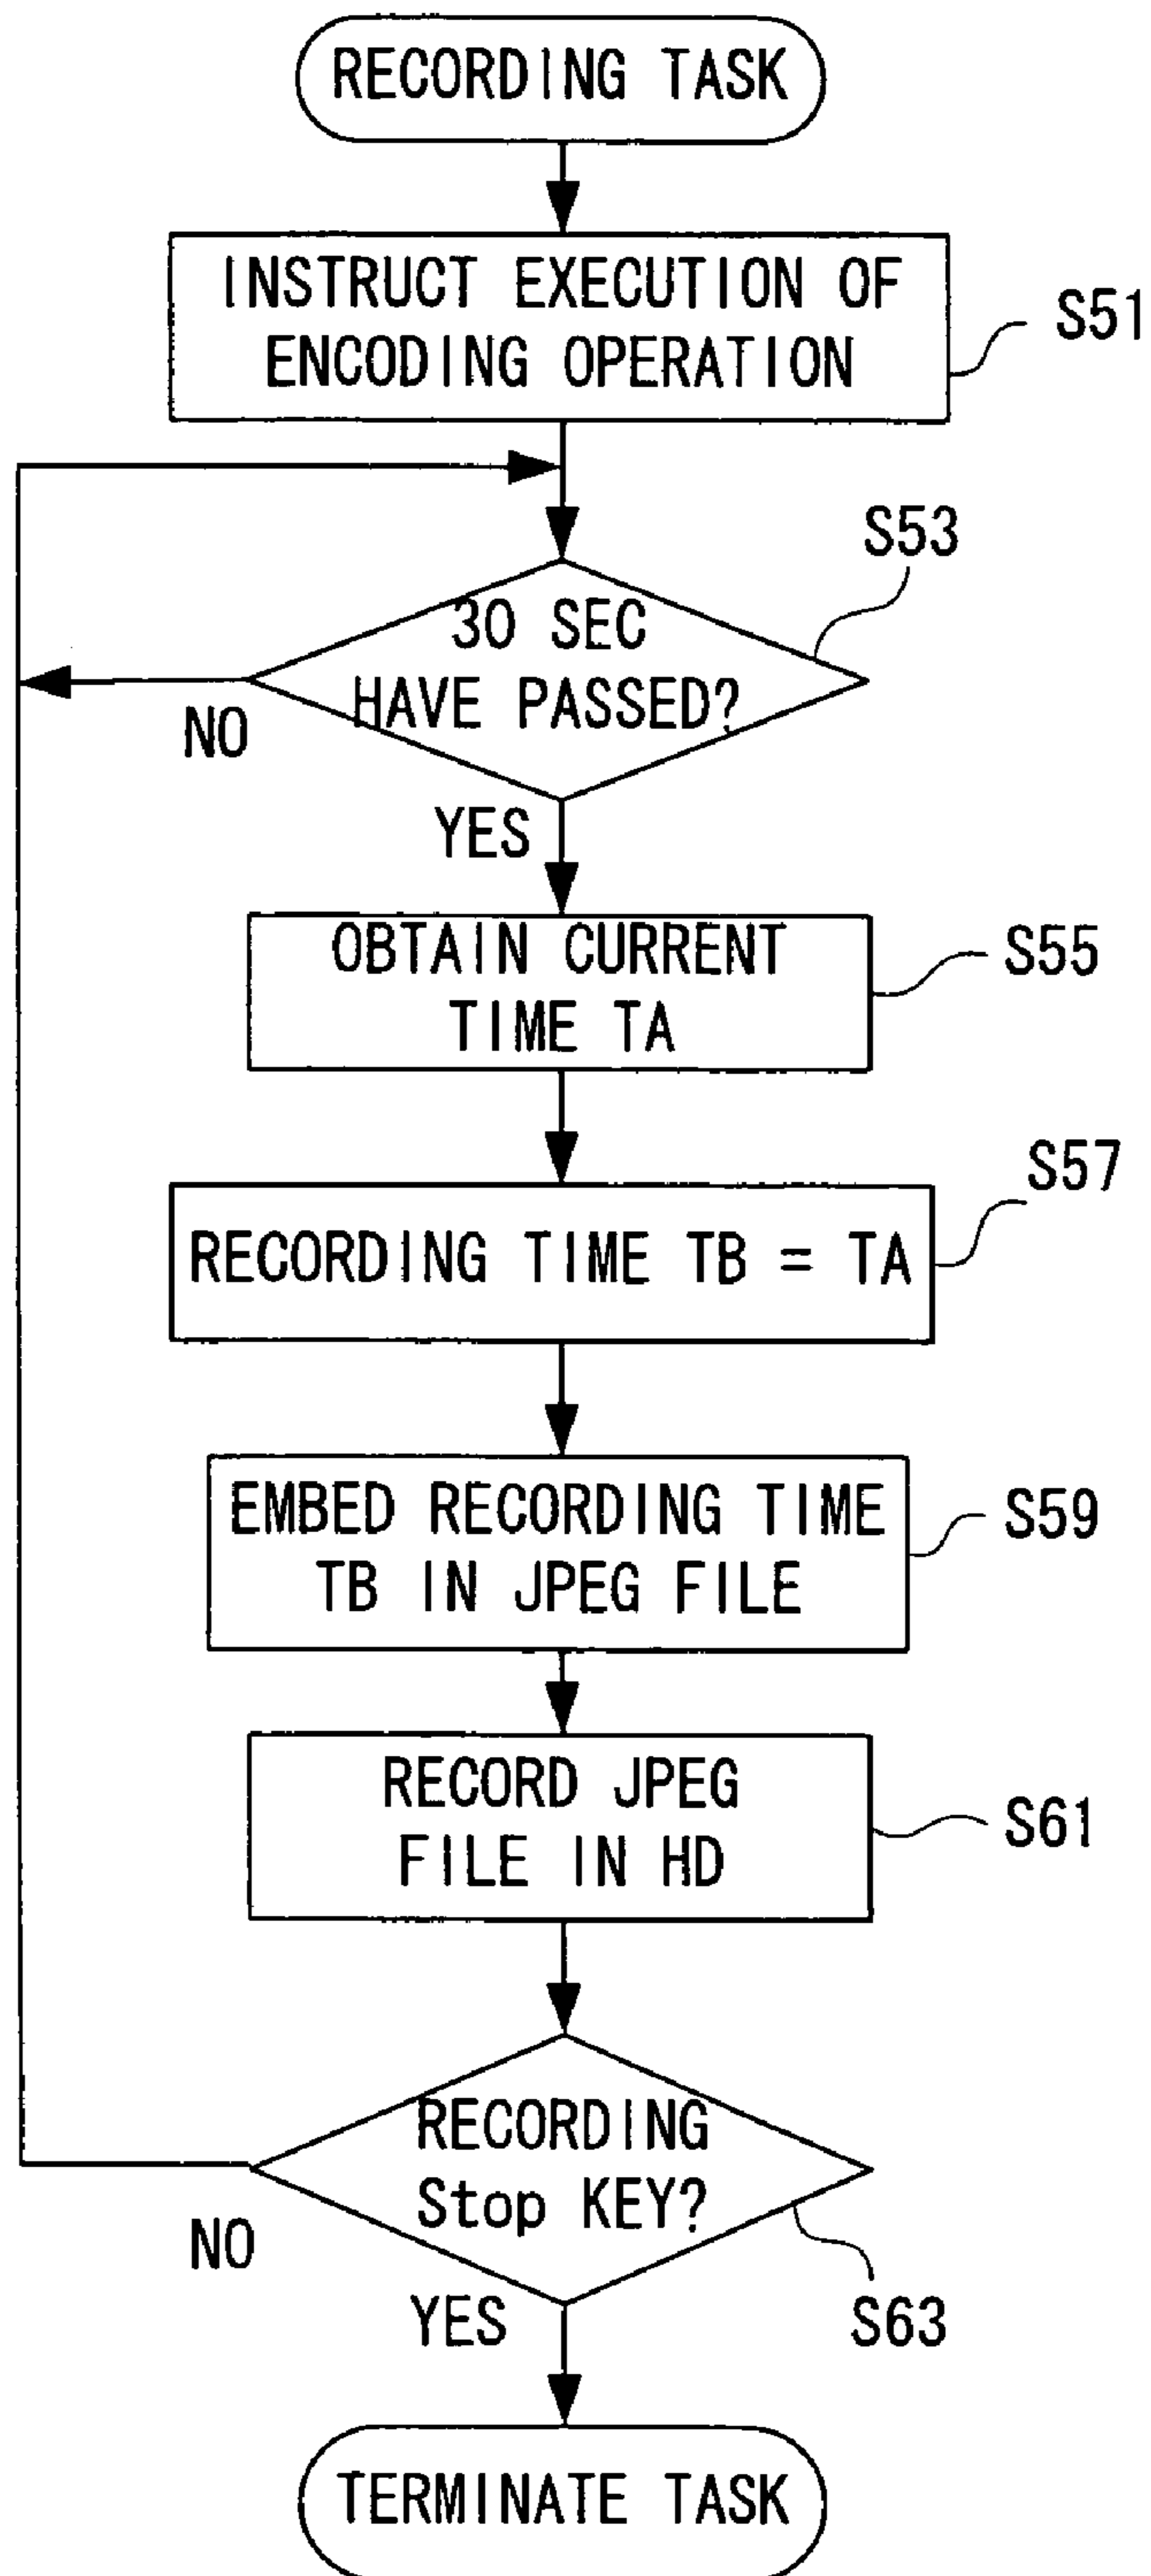 RECORDING TASK
INSTRUCT EXECUTION OF
ENCODING OPERATION
S51
S53
30 SEC
HAVE PASSED?
NO
YES
OBTAIN CURRENT
TIME TA
S55
S57
RECORDING TIME TB = TA
EMBED RECORDING TIME
TB IN JPEG FILE
S59
RECORD JPEG
FILE IN HD
S61
RECORDING
Stop KEY?
NO
YES
S63
TERMINATE TASK